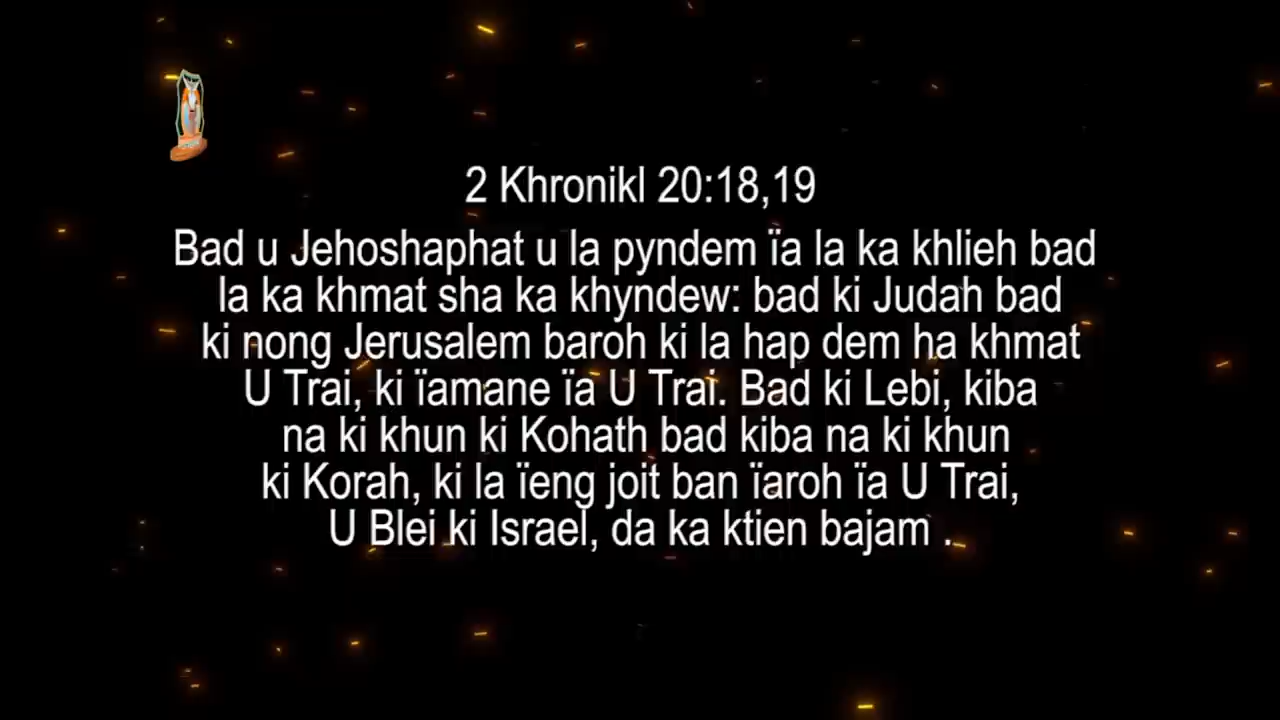 2 Khronikl 20:18,19
Bad u Jehoshaphat u la pyndem ïa la ka khlieh bad
la ka khmat sha ka khyndew: bad ki Judah bad
ki nong Jerusalem baroh ki la hap dem ha khmat
U Trai, ki ïamane ïa U Trai. Bad ki Lebi, kiba
na ki khun ki Kohath bad kiba na ki khun
ki Korah, ki la ïeng joit ban ïaroh ïa U Trai,
U Blei ki Israel, da ka ktien bajam .